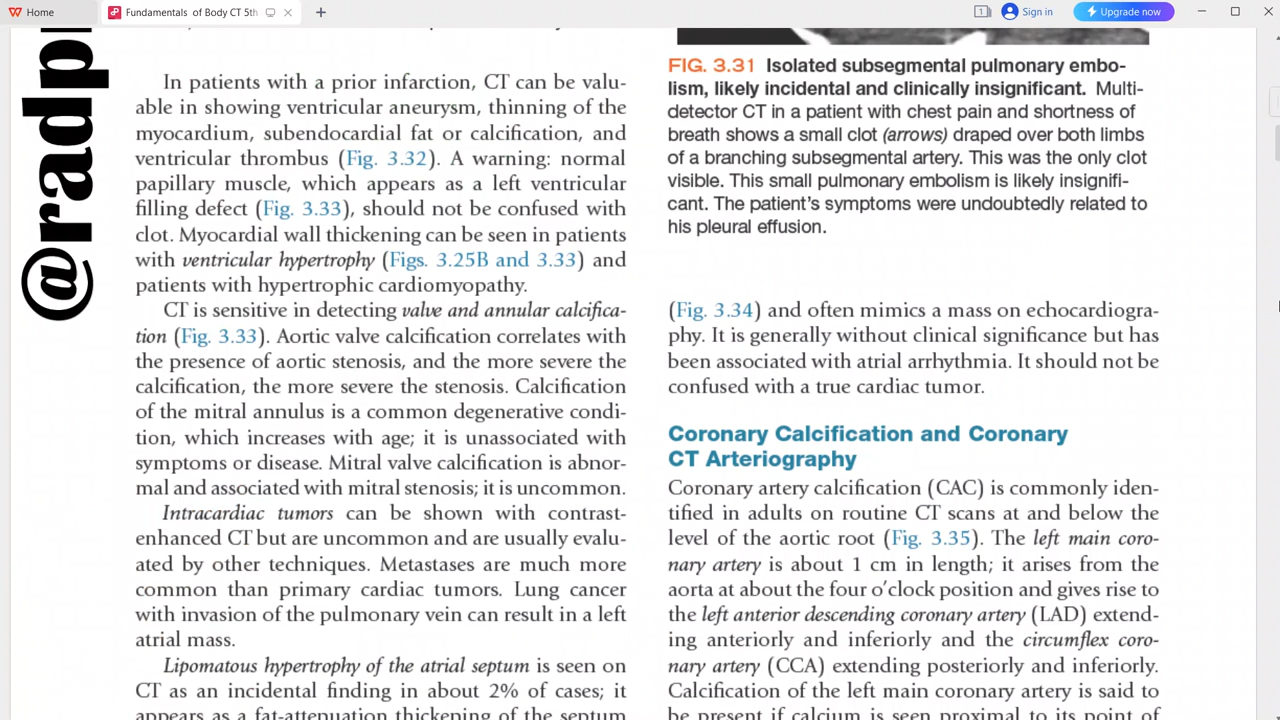 Home
Fundamentals of Body CT 5th
1
Sign in
Upgrade now
@radp
In patients with a prior infarction, CT can be valu-
able in showing ventricular aneurysm, thinning of the
myocardium, subendocardial fat or calcification, and
ventricular thrombus (Fig. 3.32). A warning: normal
papillary muscle, which appears as a left ventricular
filling defect (Fig. 3.33), should not be confused with
clot. Myocardial wall thickening can be seen in patients
with ventricular hypertrophy (Figs. 3.25B and 3.33) and
patients with hypertrophic cardiomyopathy.
CT is sensitive in detecting valve and annular calcifica-
tion (Fig. 3.33). Aortic valve calcification correlates with
the presence of aortic stenosis, and the more severe the
calcification, the more severe the stenosis. Calcification
of the mitral annulus is a common degenerative condi-
tion, which increases with age; it is unassociated with
symptoms or disease. Mitral valve calcification is abnor-
mal and associated with mitral stenosis; it is uncommon.
Intracardiac tumors can be shown with contrast-
enhanced CT but are uncommon and are usually evalu-
ated by other techniques. Metastases are much more
common than primary cardiac tumors. Lung cancer
with invasion of the pulmonary vein can result in a left
atrial mass.
Lipomatous hypertrophy of the atrial septum is seen on
CT as an incidental finding in about 2% of cases; it
appears as a fat-attenuation thickening of the septum
FIG. 3.31 Isolated subsegmental pulmonary embo-
lism, likely incidental and clinically insignificant. Multi-
detector CT in a patient with chest pain and shortness of
breath shows a small clot (arrows) draped over both limbs
of a branching subsegmental artery. This was the only clot
visible. This small pulmonary embolism is likely insignifi-
cant. The patient's symptoms were undoubtedly related to
his pleural effusion.
(Fig. 3.34) and often mimics a mass on echocardiogra-
phy. It is generally without clinical significance but has
been associated with atrial arrhythmia. It should not be
confused with a true cardiac tumor.
Coronary Calcification and Coronary
CT Arteriography
Coronary artery calcification (CAC) is commonly iden-
tified in adults on routine CT scans at and below the
level of the aortic root (Fig. 3.35). The left main coro-
nary artery is about 1 cm in length; it arises from the
aorta at about the four o'clock position and gives rise to
the left anterior descending coronary artery (LAD) extend-
ing anteriorly and inferiorly and the circumflex coro-
nary artery (CCA) extending posteriorly and inferiorly.
Calcification of the left main coronary artery is said to
be present if calcium is seen proximal to its point of